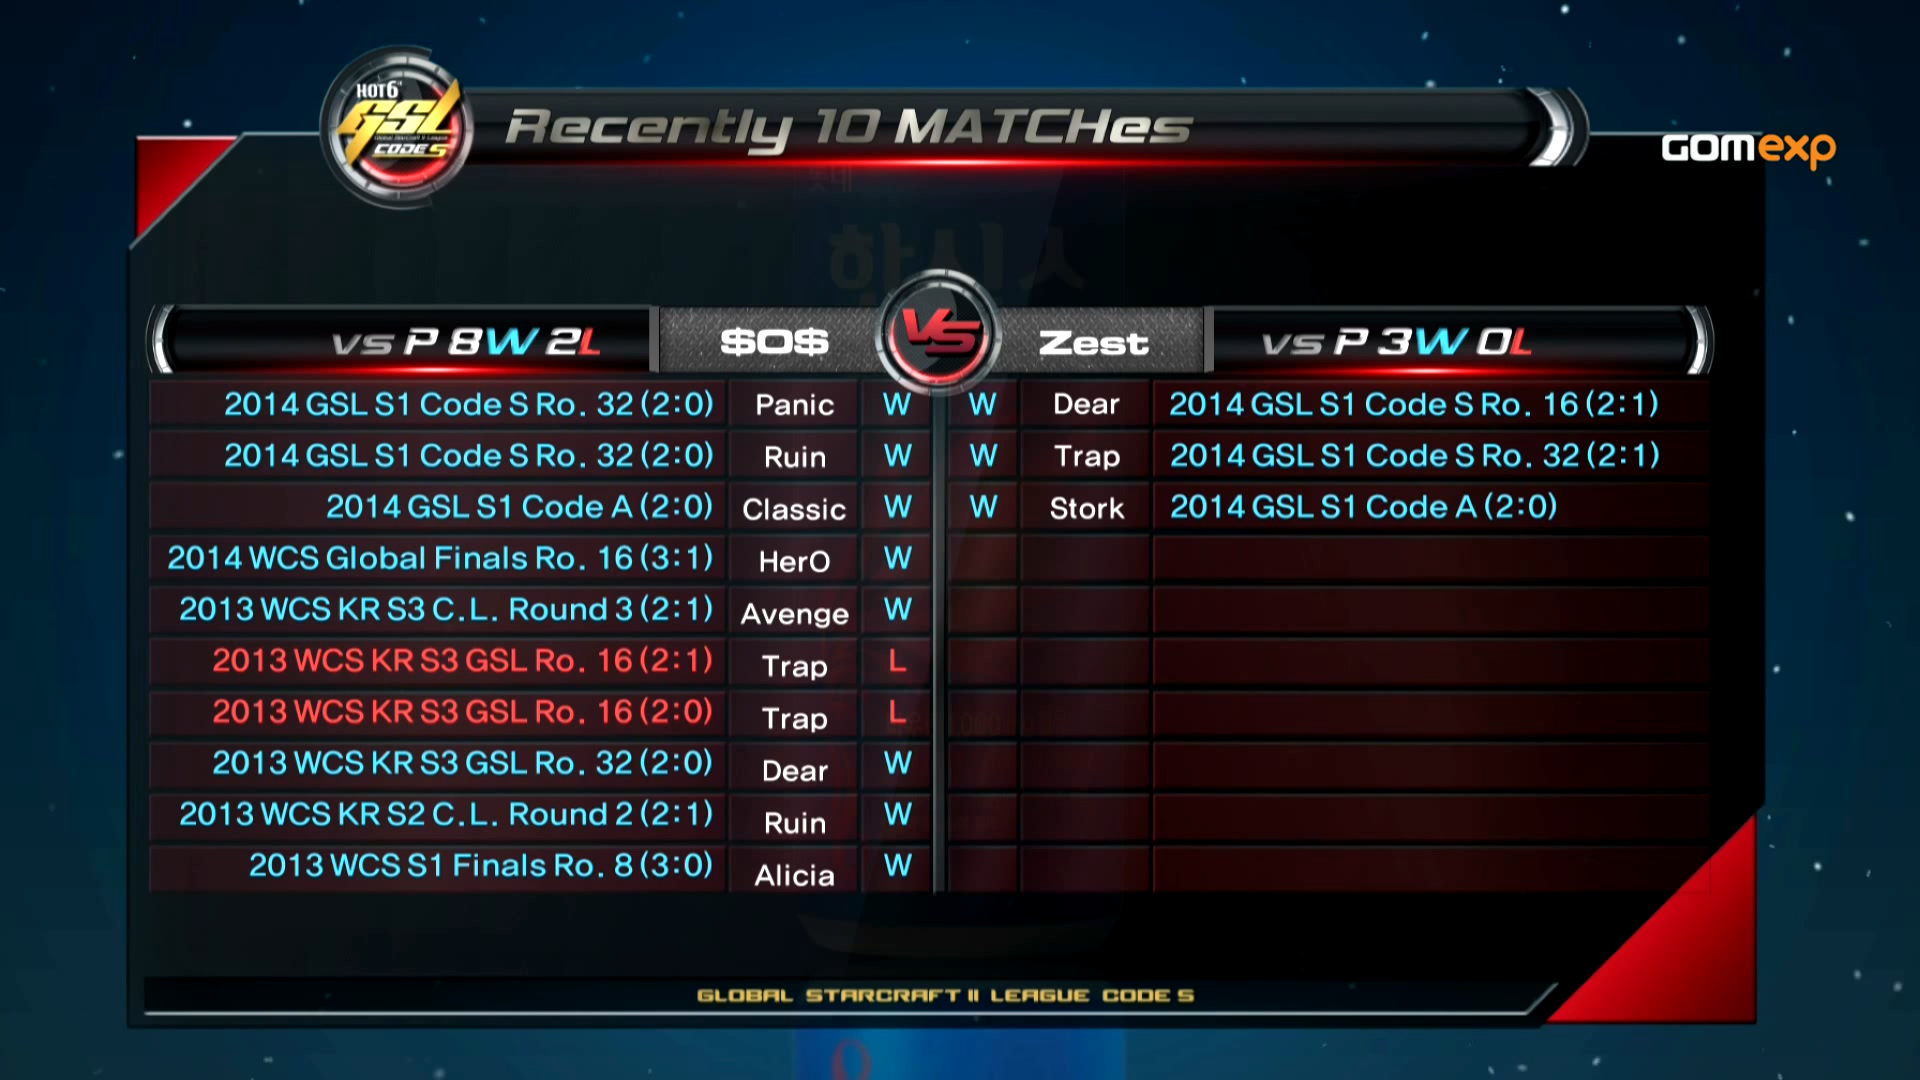 HOT6
GSL
Global StarCraft II League
CODE S
Recently 10 MATCHes
GOMexp
vs P 8W 2L
$O$
VS
Zest
vs P 3W 0L
2014 GSL S1 Code S Ro. 32 (2:0) Panic W W Dear 2014 GSL S1 Code S Ro. 16 (2:1)
2014 GSL S1 Code S Ro. 32 (2:0) Ruin W W Trap 2014 GSL S1 Code S Ro. 32 (2:1)
2014 GSL S1 Code A (2:0) Classic W W Stork 2014 GSL S1 Code A (2:0)
2014 WCS Global Finals Ro. 16 (3:1) HerO W
2013 WCS KR S3 C.L. Round 3 (2:1) Avenge W
2013 WCS KR S3 GSL Ro. 16 (2:1) Trap L
2013 WCS KR S3 GSL Ro. 16 (2:0) Trap L
2013 WCS KR S3 GSL Ro. 32 (2:0) Dear W
2013 WCS KR S2 C.L. Round 2 (2:1) Ruin W
2013 WCS S1 Finals Ro. 8 (3:0) Alicia W
GLOBAL STARCRAFT II LEAGUE CODE S